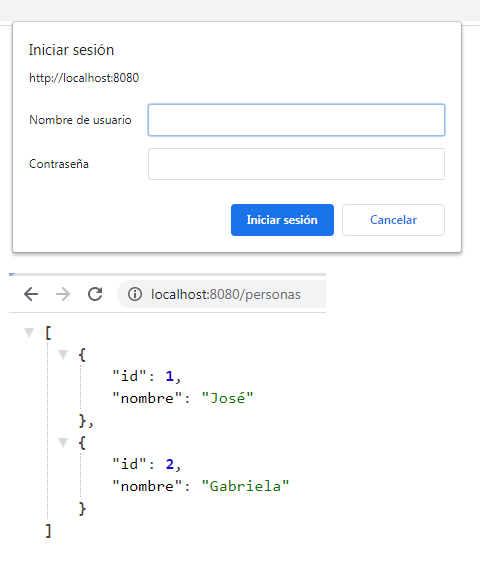 Iniciar sesión
http://localhost:8080
Nombre de usuario
Contraseña
Iniciar sesión Cancelar
localhost:8080/personas
[
{
"id": 1,
"nombre": "José"
},
{
"id": 2,
"nombre": "Gabriela"
}
]